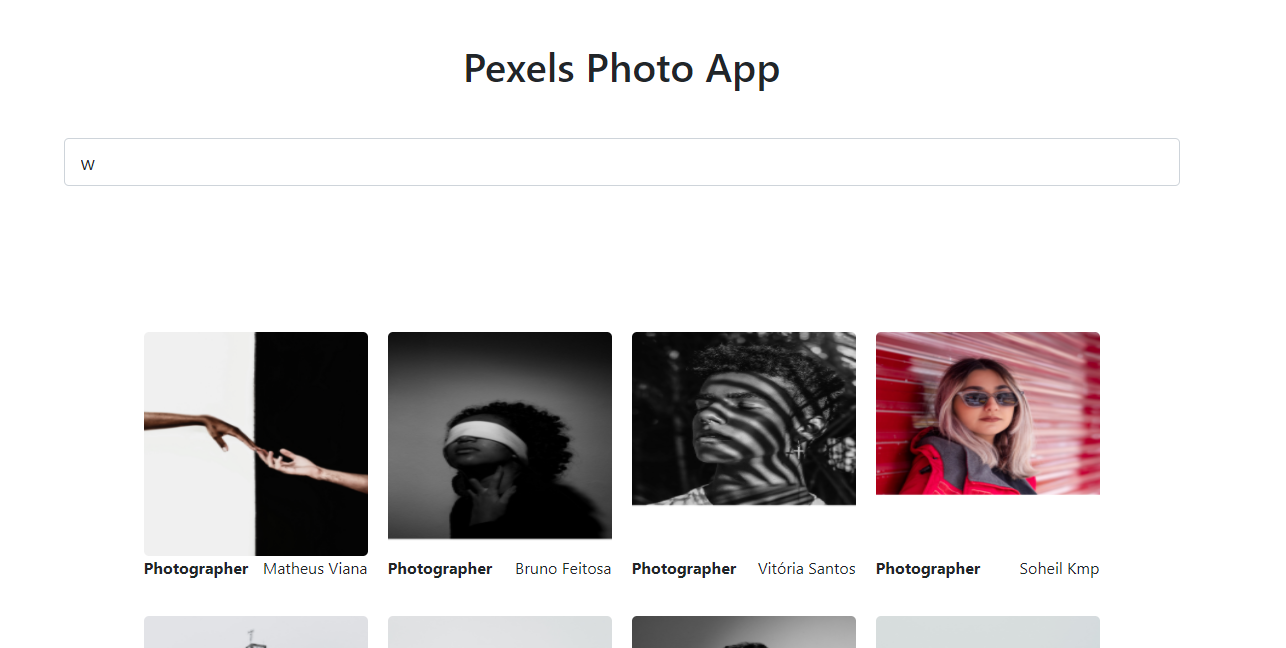 Pexels Photo App
w
Photographer Matheus Viana
Photographer Bruno Feitosa
Photographer Vitória Santos
Photographer Soheil Kmp